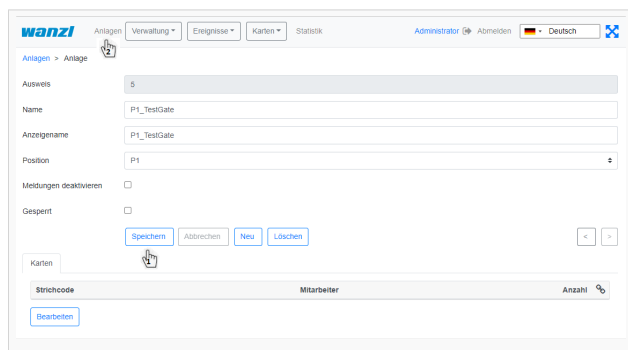 wanzl Anlagen Verwaltung Ereignisse Karten Statistik Administrator Abmelden Deutsch
2
Anlagen > Anlage
Ausweis 5
Name P1_TestGate
Anzeigename P1_TestGate
Position P1
Meldungen deaktivieren
Gesperrt
Speichern Abbrechen Neu Löschen < >
1
Karten
Strichcode Mitarbeiter Anzahl
Bearbeiten